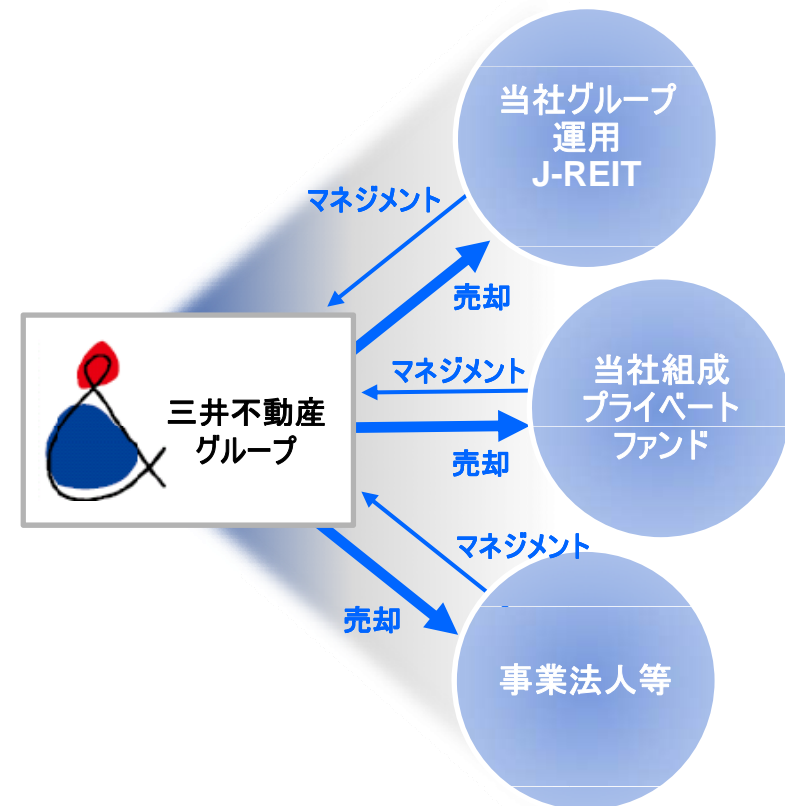 当社グループ
運用
J-REIT
マネジメント
売却
三井不動産
グループ
マネジメント
売却
当社組成
プライベート
ファンド
マネジメント
売却
事業法人等